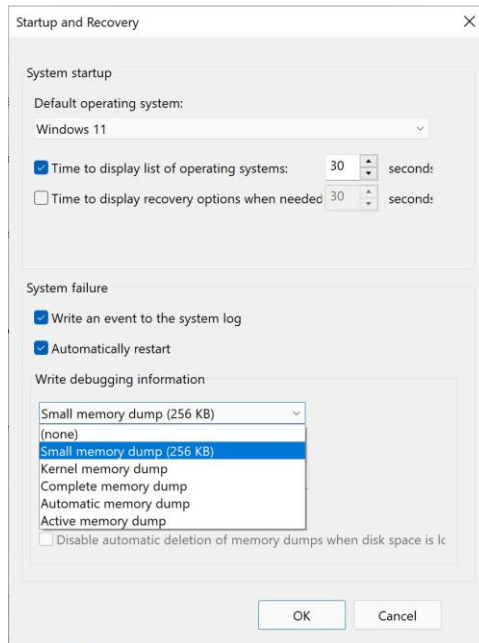 Startup and Recovery
System startup
Default operating system:
Windows 11
Time to display list of operating systems: 30 seconds
Time to display recovery options when needed 30 seconds
System failure
Write an event to the system log
Automatically restart
Write debugging information
Small memory dump (256 KB)
(none)
Small memory dump (256 KB)
Kernel memory dump
Complete memory dump
Automatic memory dump
Active memory dump
Disable automatic deletion of memory dumps when disk space is lc
OK Cancel